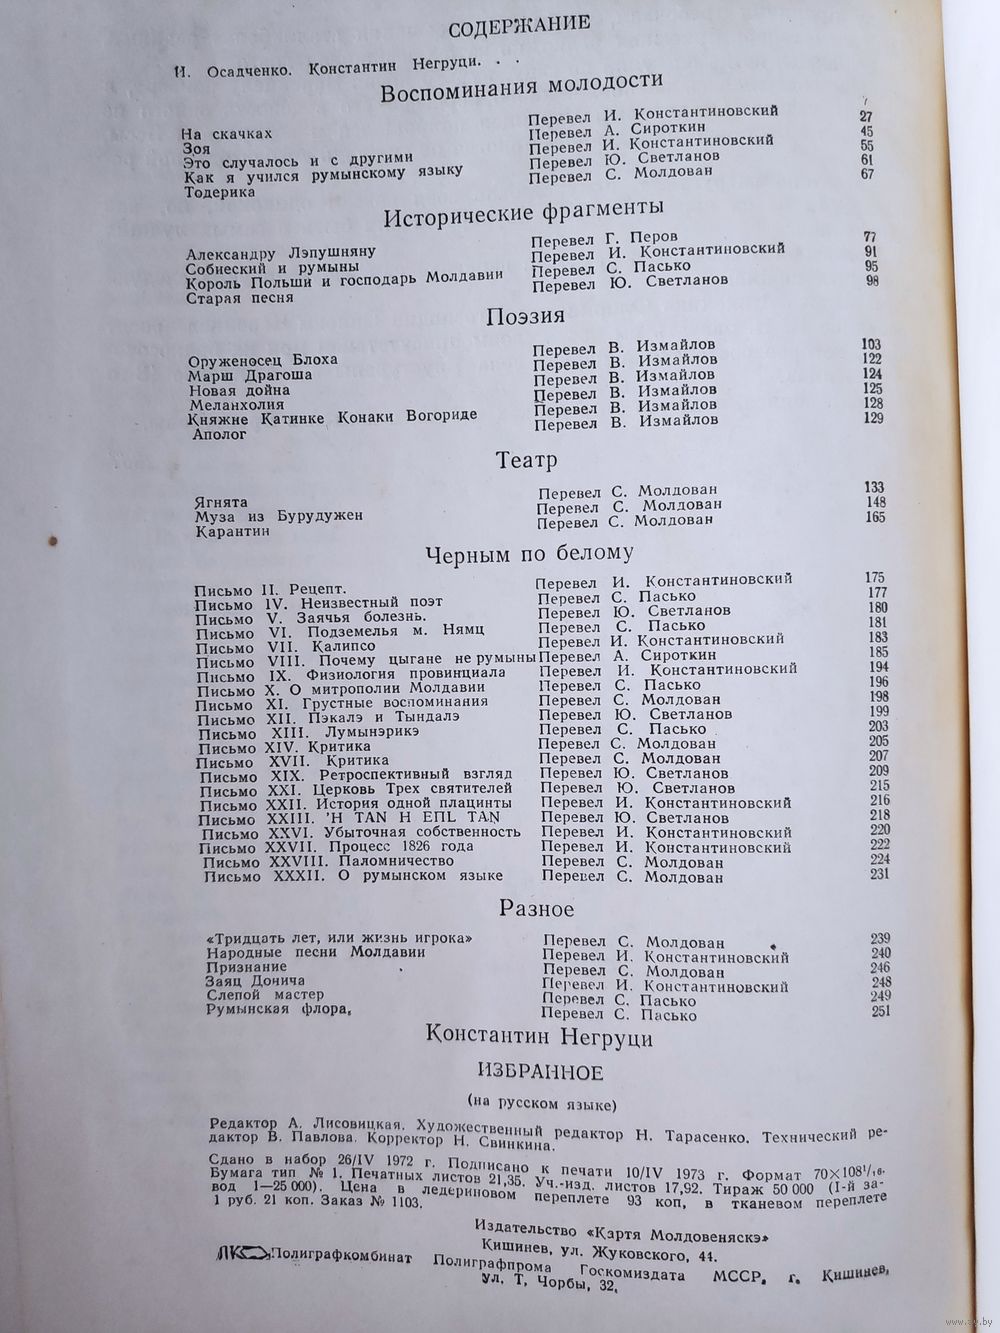 СОДЕРЖАНИЕ
И. Осадченко. Константин Негруци. . .
Воспоминания молодости
На скачках Перевел И. Константиновский 27
Зоя Перевел А. Сироткин 45
Это случалось и с другими Перевел И. Константиновский 55
Как я учился румынскому языку Перевел Ю. Светланов 61
Тодерика Перевел С. Молдован 67
Исторические фрагменты
Александру Лэпушняну Перевел Г. Перов 77
Собиеский и румыны Перевел И. Константиновский 91
Король Польши и господарь Молдавии Перевел С. Пасько 95
Старая песня Перевел Ю. Светланов 98
Поэзия
Оруженосец Блоха Перевел В. Измайлов 103
Марш Драгоша Перевел В. Измайлов 122
Новая дойна Перевел В. Измайлов 124
Меланхолия Перевел В. Измайлов 125
Княжне Катинке Конаки Вогориде Перевел В. Измайлов 128
Аполог Перевел В. Измайлов 129
Театр
Ягнята Перевел С. Молдован 133
Муза из Бурудужен Перевел С. Молдован 148
Карантин Перевел С. Молдован 165
Черным по белому
Письмо II. Рецепт. Перевел И. Константиновский 175
Письмо IV. Неизвестный поэт Перевел С. Пасько 177
Письмо V. Заячья болезнь. Перевел Ю. Светланов 180
Письмо VI. Подземелья м. Нямц Перевел С. Пасько 181
Письмо VII. Калипсо Перевел И. Константиновский 183
Письмо VIII. Почему цыгане не румыны Перевел А. Сироткин 185
Письмо IX. Физиология провинциала Перевел И. Константиновский 194
Письмо X. О митрополии Молдавии Перевел С. Пасько 196
Письмо XI. Грустные воспоминания Перевел С. Молдован 198
Письмо XII. Пэкалэ и Тындалэ Перевел Ю. Светланов 199
Письмо XIII. Лумынэрикэ Перевел С. Пасько 203
Письмо XIV. Критика Перевел С. Молдован 205
Письмо XVII. Критика Перевел С. Молдован 207
Письмо XIX. Ретроспективный взгляд Перевел Ю. Светланов 209
Письмо XXI. Церковь Трех святителей Перевел Ю. Светланов 215
Письмо XXII. История одной плацинты Перевел И. Константиновский 216
Письмо XXIII. 'Н ТАN Н ЕПL ТАN Перевел Ю. Светланов 218
Письмо XXVI. Убыточная собственность Перевел И. Константиновский 220
Письмо XXVII. Процесс 1826 года Перевел И. Константиновский 222
Письмо XXVIII. Паломничество Перевел С. Молдован 224
Письмо XXXII. О румынском языке Перевел С. Молдован 231
Разное
«Тридцать лет, или жизнь игрока» Перевел С. Молдован 239
Народные песни Молдавии Перевел И. Константиновский 240
Признание Перевел С. Молдован 246
Заяц Дочича Перевел И. Константиновский 248
Слепой мастер Перевел С. Пасько 249
Румынская флора, Перевел С. Пасько 251
Константин Негруци
ИЗБРАННОЕ
(на русском языке)
Редактор А. Лисовицкая. Художественный редактор Н. Тарасенко. Технический ре-
дактор В. Павлова. Корректор Н. Свинкина.
Сдано в набор 26/IV 1972 г. Подписано к печати 10/IV 1973 г. Формат 70×108¹/₁₆.
Бумага тип № 1. Печатных листов 21,35. Уч.-изд. листов 17,92. Тираж 50 000 (1-й за-
вод 1—25 000). Цена в ледериновом переплете 93 коп, в тканевом переплете
1 руб. 21 коп. Заказ № 1103.
Издательство «Картя Молдовеняскэ»
Кишинев, ул. Жуковского, 44.
Полиграфкомбинат Полиграфпрома Госкомиздата МССР, г. Кишинев,
ул. Т. Чорбы, 32,
www.ay.by